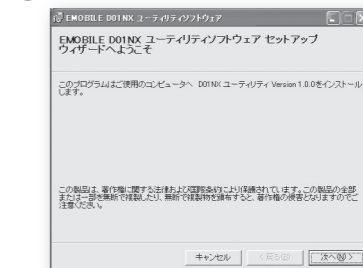 EMOBILE D01NX ユーティリティソフトウェア
EMOBILE D01NX ユーティリティソフトウェア セットアップ
ウィザードへようこそ
このプログラムはご使用のコンピュータへ D01NX ユーティリティ Version 1.0.0をインストール
します。
この製品は、著作権に関する法律および国際条約により保護されています。この製品の全部
または一部を無断で複製したり、無断で複製物を頒布すると、著作権の侵害となりますのでご
注意ください。
キャンセル
< 戻る(B)
次へ(N) >